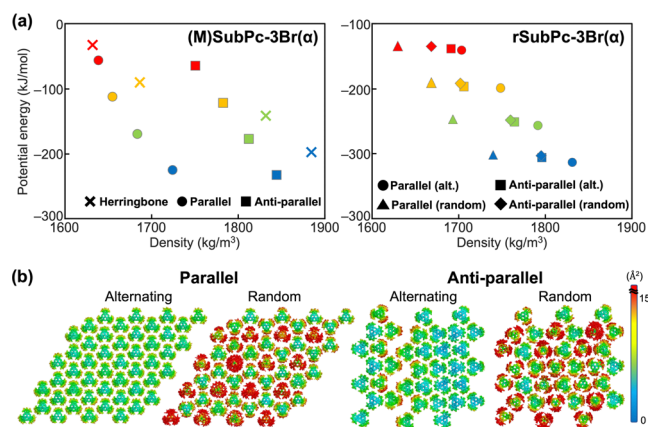 (a)
(M)SubPc-3Br(α)
rSubPc-3Br(α)
Potential energy (kJ/mol)
0
−100
−200
−300
1600 1700 1800 1900
Density (kg/m³)
Herringbone Parallel Anti-parallel
−100
−200
−300
−400
−500
1600 1700 1800 1900
Density (kg/m³)
Parallel (alt.) Anti-parallel (alt.)
Parallel (random) Anti-parallel (random)
(b)
Parallel Anti-parallel
Alternating Random Alternating Random
(Å²)
15
0